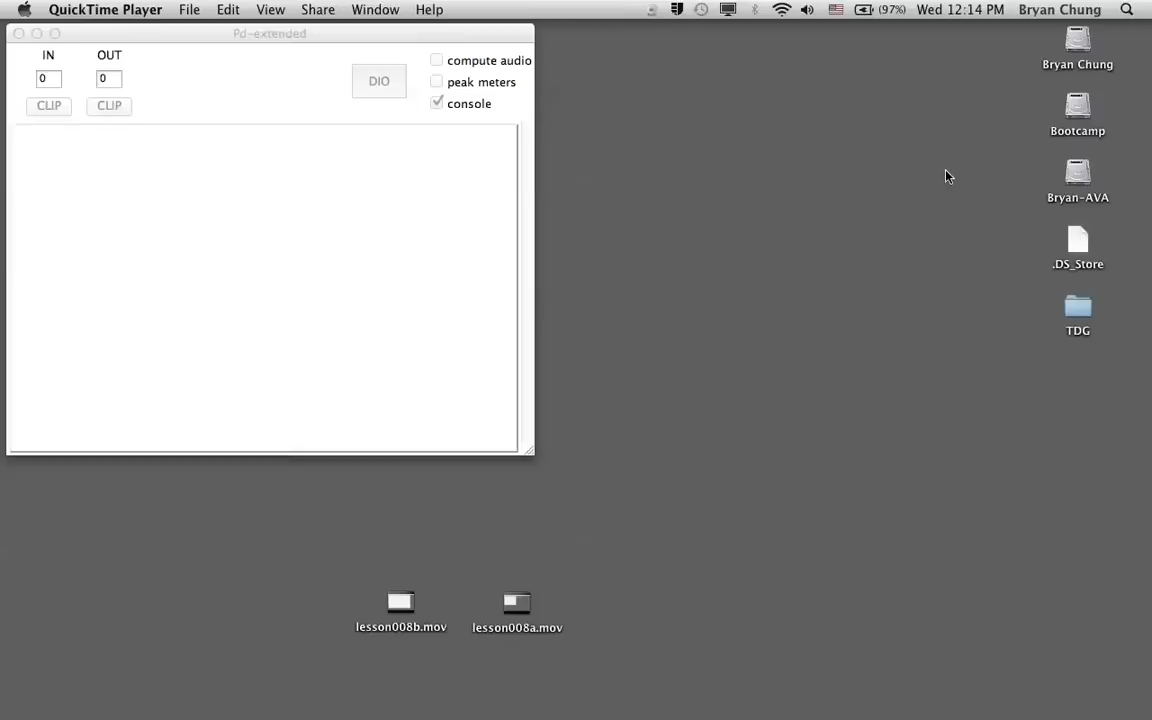 QuickTime Player File Edit View Share Window Help (97%) Wed 12:14 PM Bryan Chung
Pd-extended
IN OUT
0 0
CLIP CLIP
DIO
compute audio
peak meters
console
Bryan Chung
Bootcamp
Bryan-AVA
.DS_Store
TDG
lesson008b.mov
lesson008a.mov